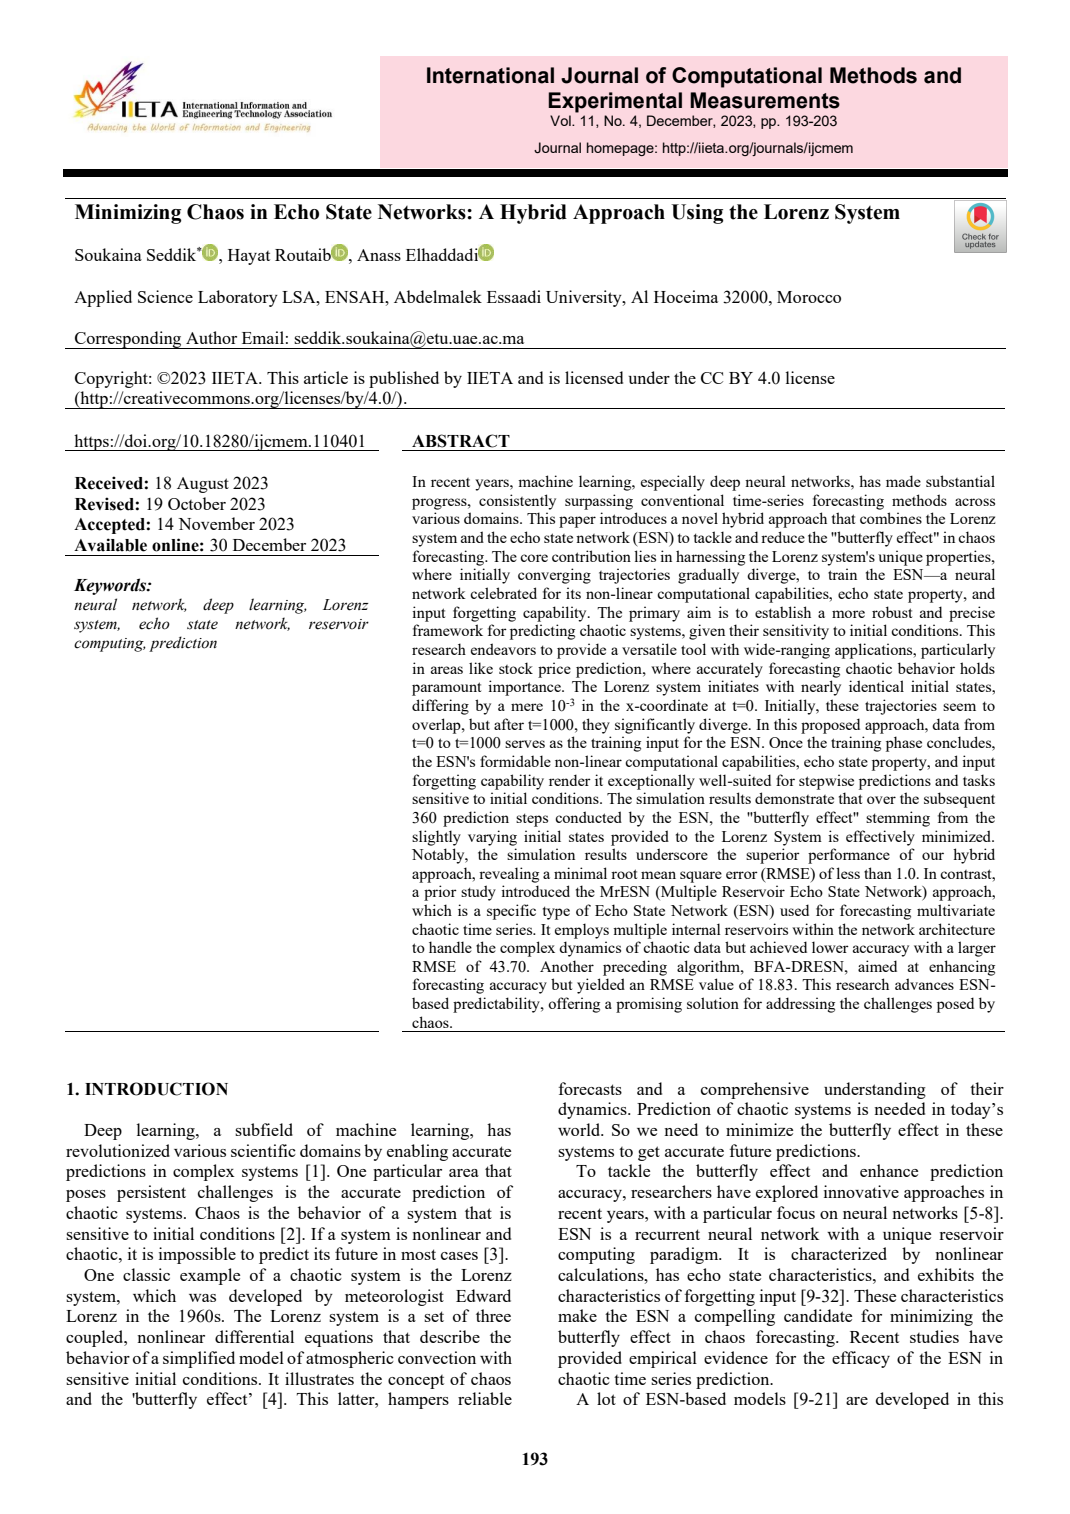 IIETA International Information and
Engineering Technology Association
Advancing the World of Information and Engineering
International Journal of Computational Methods and
Experimental Measurements
Vol. 11, No. 4, December, 2023, pp. 193-203
Journal homepage: http://iieta.org/journals/ijcmem
Minimizing Chaos in Echo State Networks: A Hybrid Approach Using the Lorenz System
Check for
updates
Soukaina Seddik*iD, Hayat RoutaibiD, Anass ElhaddadiiD
Applied Science Laboratory LSA, ENSAH, Abdelmalek Essaadi University, Al Hoceima 32000, Morocco
Corresponding Author Email: seddik.soukaina@etu.uae.ac.ma
Copyright: ©2023 IIETA. This article is published by IIETA and is licensed under the CC BY 4.0 license
(http://creativecommons.org/licenses/by/4.0/).
https://doi.org/10.18280/ijcmem.110401
Received: 18 August 2023
Revised: 19 October 2023
Accepted: 14 November 2023
Available online: 30 December 2023
Keywords:
neural network, deep learning, Lorenz
system, echo state network, reservoir
computing, prediction
ABSTRACT
In recent years, machine learning, especially deep neural networks, has made substantial
progress, consistently surpassing conventional time-series forecasting methods across
various domains. This paper introduces a novel hybrid approach that combines the Lorenz
system and the echo state network (ESN) to tackle and reduce the "butterfly effect" in chaos
forecasting. The core contribution lies in harnessing the Lorenz system's unique properties,
where initially converging trajectories gradually diverge, to train the ESN—a neural
network celebrated for its non-linear computational capabilities, echo state property, and
input forgetting capability. The primary aim is to establish a more robust and precise
framework for predicting chaotic systems, given their sensitivity to initial conditions. This
research endeavors to provide a versatile tool with wide-ranging applications, particularly
in areas like stock price prediction, where accurately forecasting chaotic behavior holds
paramount importance. The Lorenz system initiates with nearly identical initial states,
differing by a mere 10-3 in the x-coordinate at t=0. Initially, these trajectories seem to
overlap, but after t=1000, they significantly diverge. In this proposed approach, data from
t=0 to t=1000 serves as the training input for the ESN. Once the training phase concludes,
the ESN's formidable non-linear computational capabilities, echo state property, and input
forgetting capability render it exceptionally well-suited for stepwise predictions and tasks
sensitive to initial conditions. The simulation results demonstrate that over the subsequent
360 prediction steps conducted by the ESN, the "butterfly effect" stemming from the
slightly varying initial states provided to the Lorenz System is effectively minimized.
Notably, the simulation results underscore the superior performance of our hybrid
approach, revealing a minimal root mean square error (RMSE) of less than 1.0. In contrast,
a prior study introduced the MrESN (Multiple Reservoir Echo State Network) approach,
which is a specific type of Echo State Network (ESN) used for forecasting multivariate
chaotic time series. It employs multiple internal reservoirs within the network architecture
to handle the complex dynamics of chaotic data but achieved lower accuracy with a larger
RMSE of 43.70. Another preceding algorithm, BFA-DRESN, aimed at enhancing
forecasting accuracy but yielded an RMSE value of 18.83. This research advances ESN-
based predictability, offering a promising solution for addressing the challenges posed by
chaos.
1. INTRODUCTION
Deep learning, a subfield of machine learning, has
revolutionized various scientific domains by enabling accurate
predictions in complex systems [1]. One particular area that
poses persistent challenges is the accurate prediction of
chaotic systems. Chaos is the behavior of a system that is
sensitive to initial conditions [2]. If a system is nonlinear and
chaotic, it is impossible to predict its future in most cases [3].
One classic example of a chaotic system is the Lorenz
system, which was developed by meteorologist Edward
Lorenz in the 1960s. The Lorenz system is a set of three
coupled, nonlinear differential equations that describe the
behavior of a simplified model of atmospheric convection with
sensitive initial conditions. It illustrates the concept of chaos
and the 'butterfly effect’ [4]. This latter, hampers reliable
forecasts and a comprehensive understanding of their
dynamics. Prediction of chaotic systems is needed in today’s
world. So we need to minimize the butterfly effect in these
systems to get accurate future predictions.
To tackle the butterfly effect and enhance prediction
accuracy, researchers have explored innovative approaches in
recent years, with a particular focus on neural networks [5-8].
ESN is a recurrent neural network with a unique reservoir
computing paradigm. It is characterized by nonlinear
calculations, has echo state characteristics, and exhibits the
characteristics of forgetting input [9-32]. These characteristics
make the ESN a compelling candidate for minimizing the
butterfly effect in chaos forecasting. Recent studies have
provided empirical evidence for the efficacy of the ESN in
chaotic time series prediction.
A lot of ESN-based models [9-21] are developed in this
193